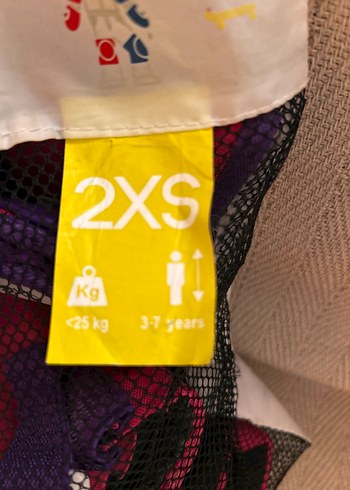 2XS
Kg
<25 kg
3-7 years